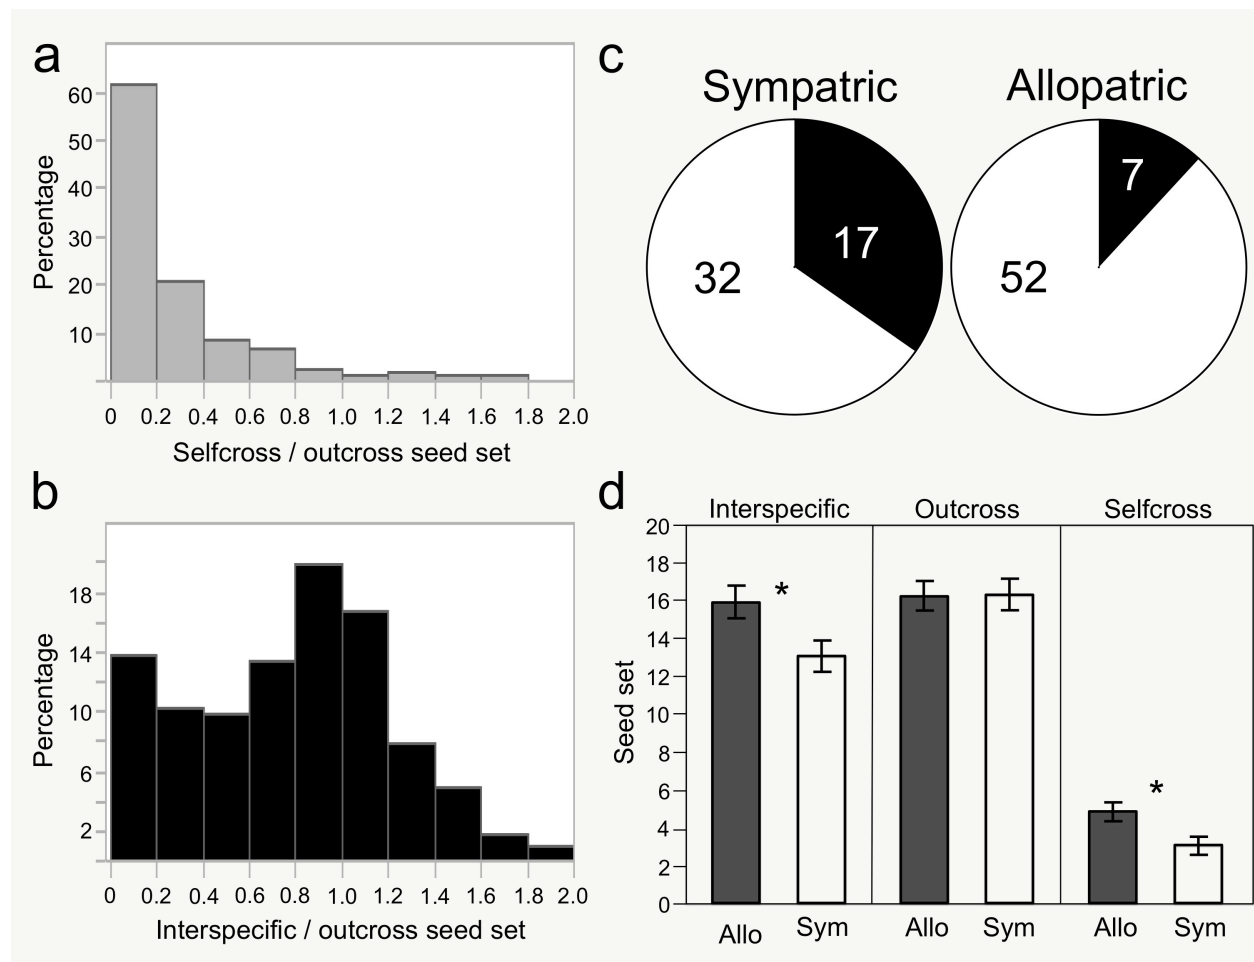 a
Percentage
60
50
40
30
20
10
0 0.2 0.4 0.6 0.8 1.0 1.2 1.4 1.6 1.8 2.0
Selfcross / outcross seed set
b
Percentage
18
14
10
6
2
0 0.2 0.4 0.6 0.8 1.0 1.2 1.4 1.6 1.8 2.0
Interspecific / outcross seed set
c
Sympatric
32
17
Allopatric
52
7
d
Interspecific Outcross Selfcross
Seed set
20
18
16
14
12
10
8
6
4
2
0
*
*
Allo Sym Allo Sym Allo Sym